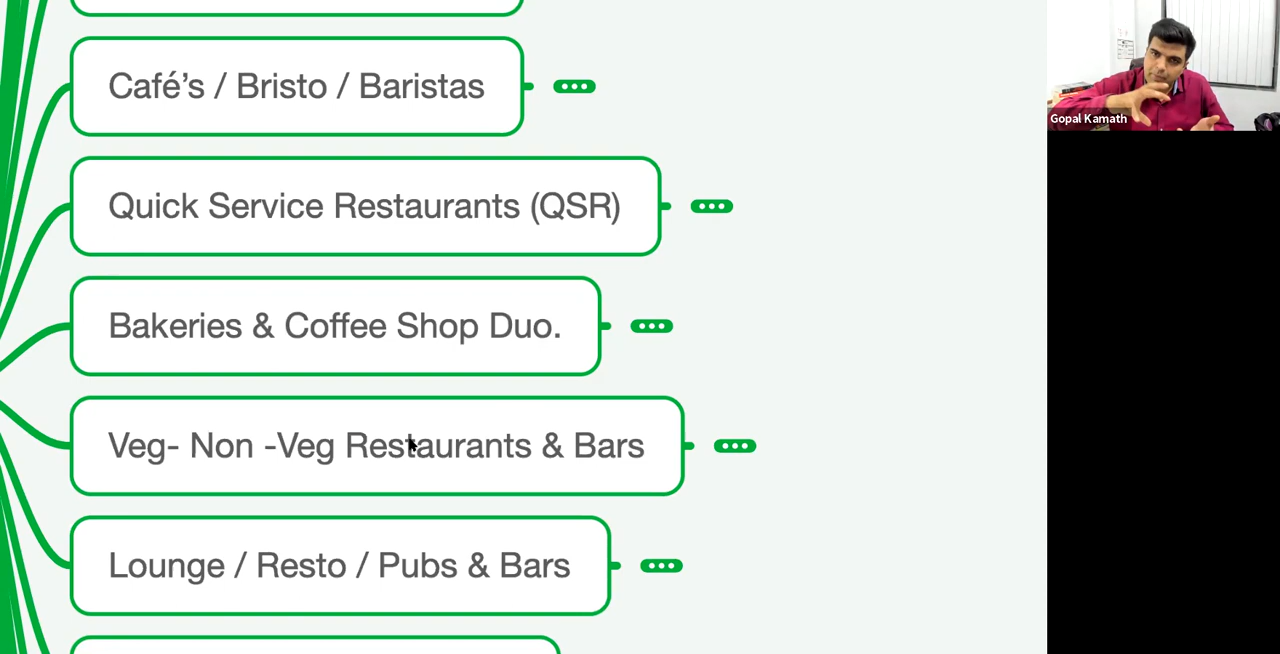 Café’s / Bristo / Baristas
Quick Service Restaurants (QSR)
Bakeries & Coffee Shop Duo.
Veg- Non -Veg Restaurants & Bars
Lounge / Resto / Pubs & Bars
Gopal Kamath